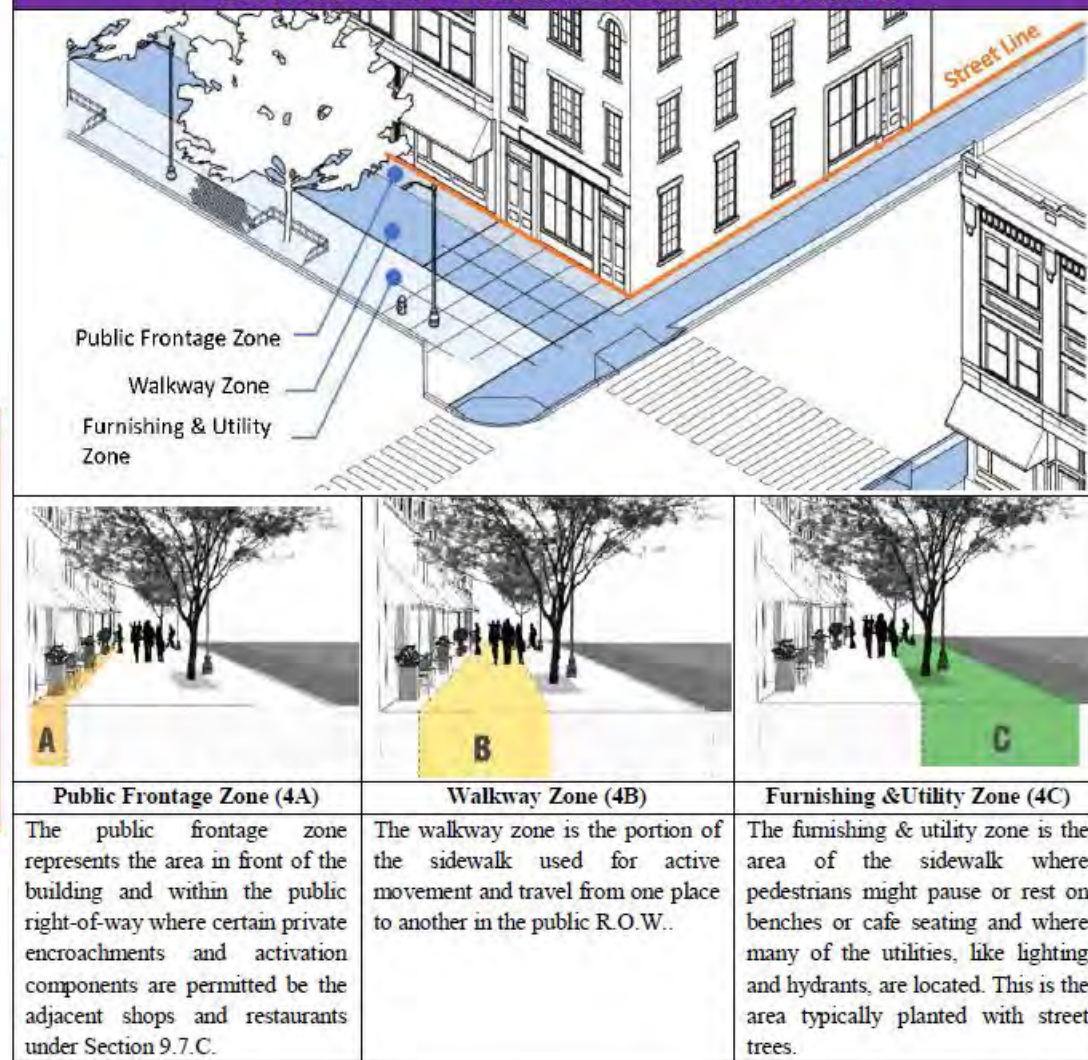 Street Line
Public Frontage Zone
Walkway Zone
Furnishing & Utility
Zone
A
B
C
Public Frontage Zone (4A)
The public frontage zone
represents the area in front of the
building and within the public
right-of-way where certain private
encroachments and activation
components are permitted be the
adjacent shops and restaurants
under Section 9.7.C.
Walkway Zone (4B)
The walkway zone is the portion of
the sidewalk used for active
movement and travel from one place
to another in the public R.O.W..
Furnishing &Utility Zone (4C)
The furnishing & utility zone is the
area of the sidewalk where
pedestrians might pause or rest on
benches or cafe seating and where
many of the utilities, like lighting
and hydrants, are located. This is the
area typically planted with street
trees.